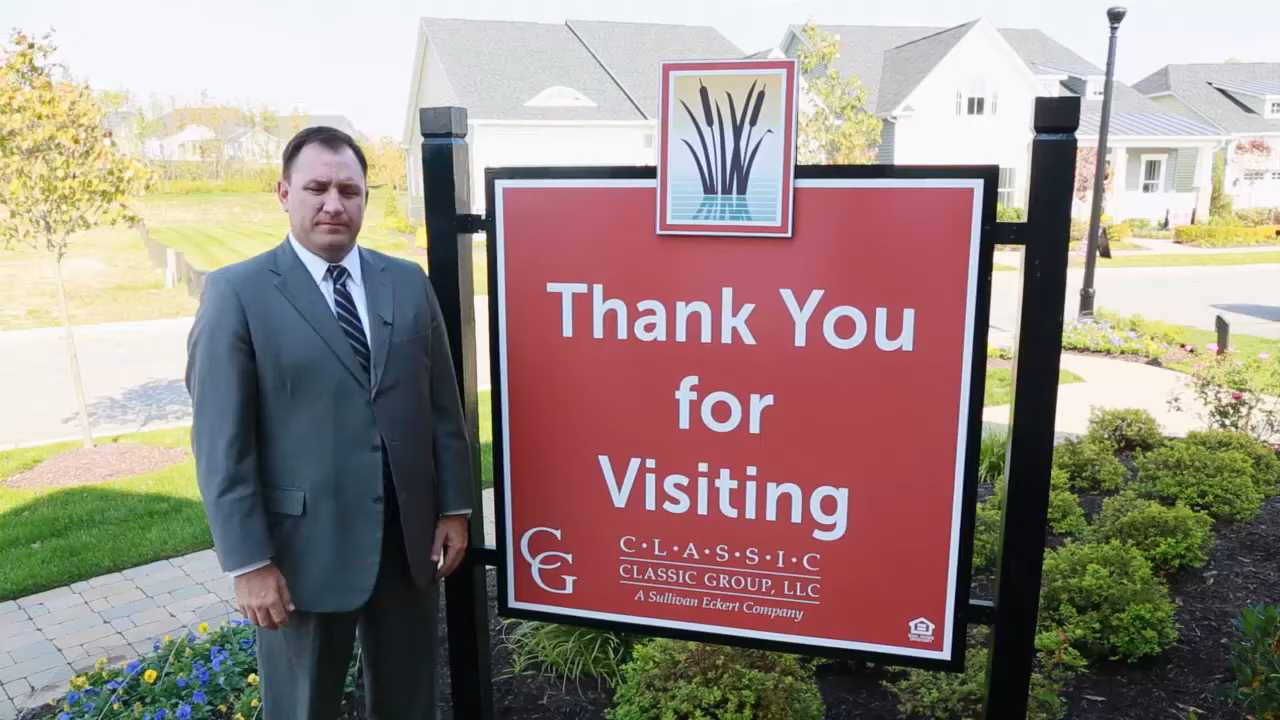 Thank You
for
Visiting
CG
C·L·A·S·S·I·C
CLASSIC GROUP, LLC
A Sullivan Eckert Company